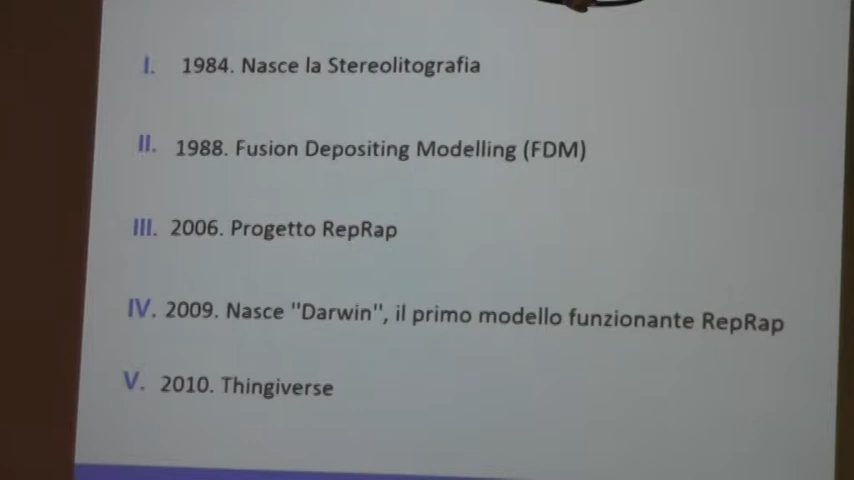 I. 1984. Nasce la Stereolitografia
II. 1988. Fusion Depositing Modelling (FDM)
III. 2006. Progetto RepRap
IV. 2009. Nasce "Darwin", il primo modello funzionante RepRap
V. 2010. Thingiverse